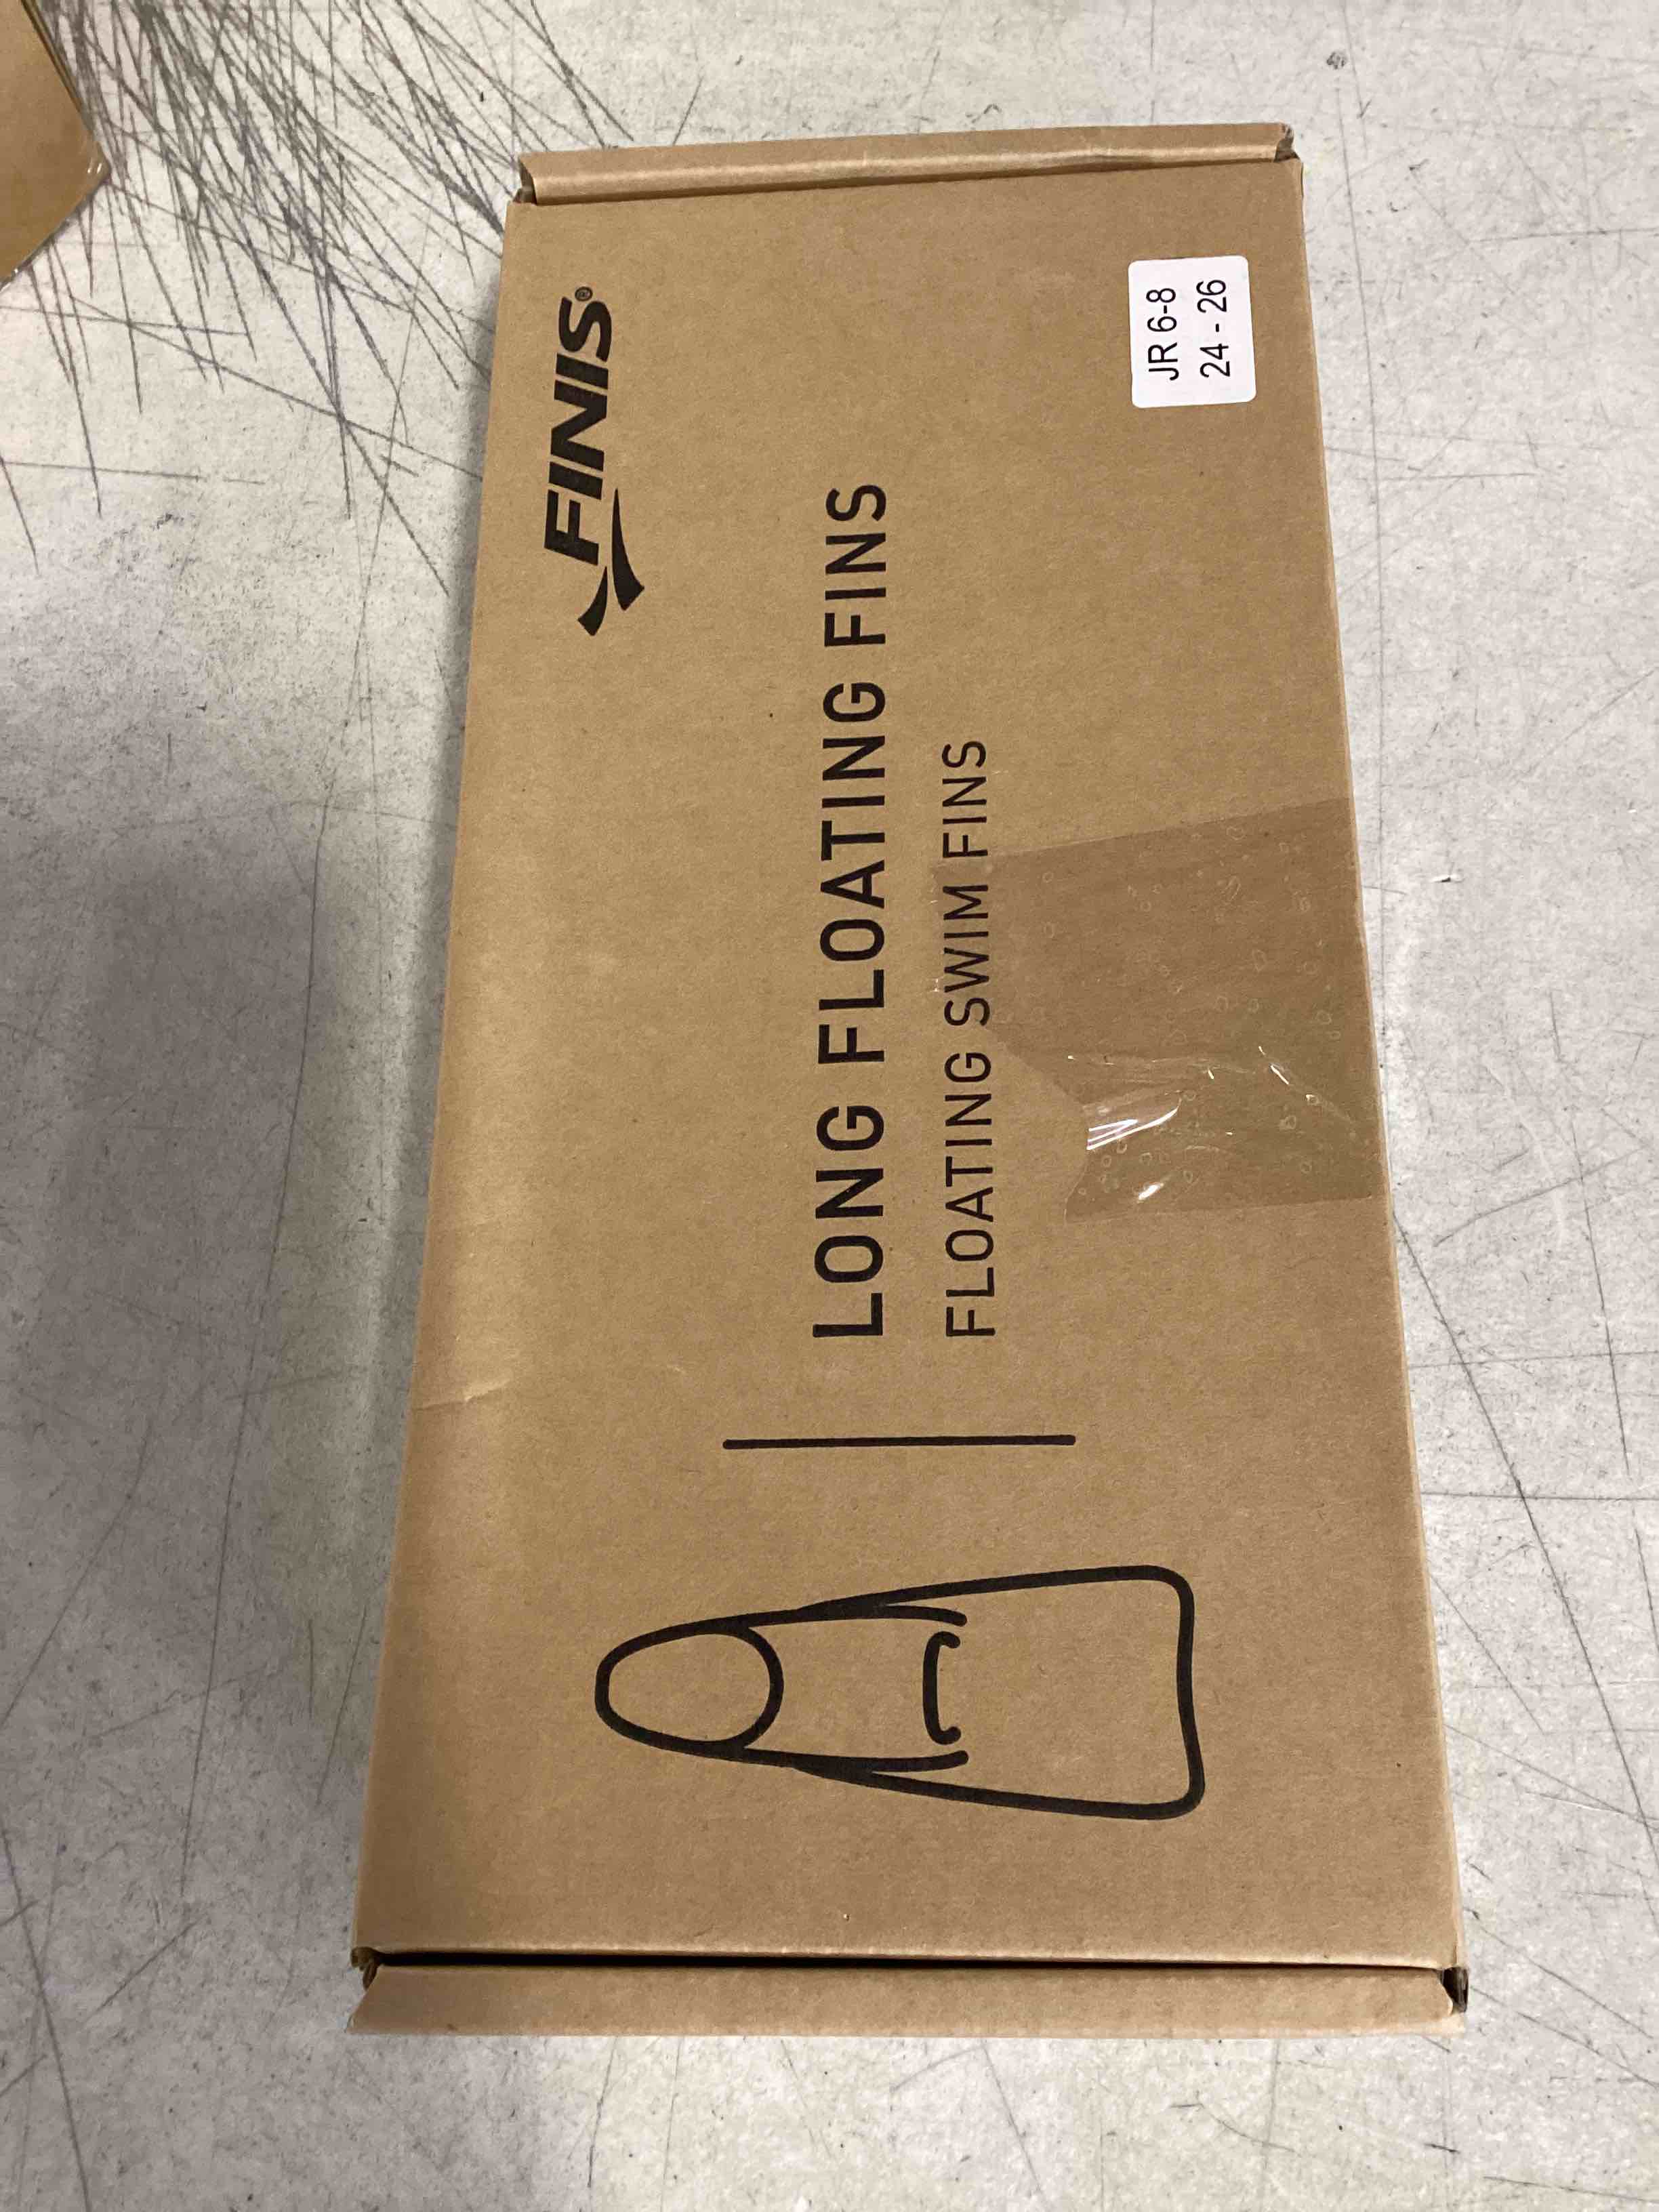 FINIS®
JR 6-8
24 - 26
LONG FLOATING FINS
FLOATING SWIM FINS